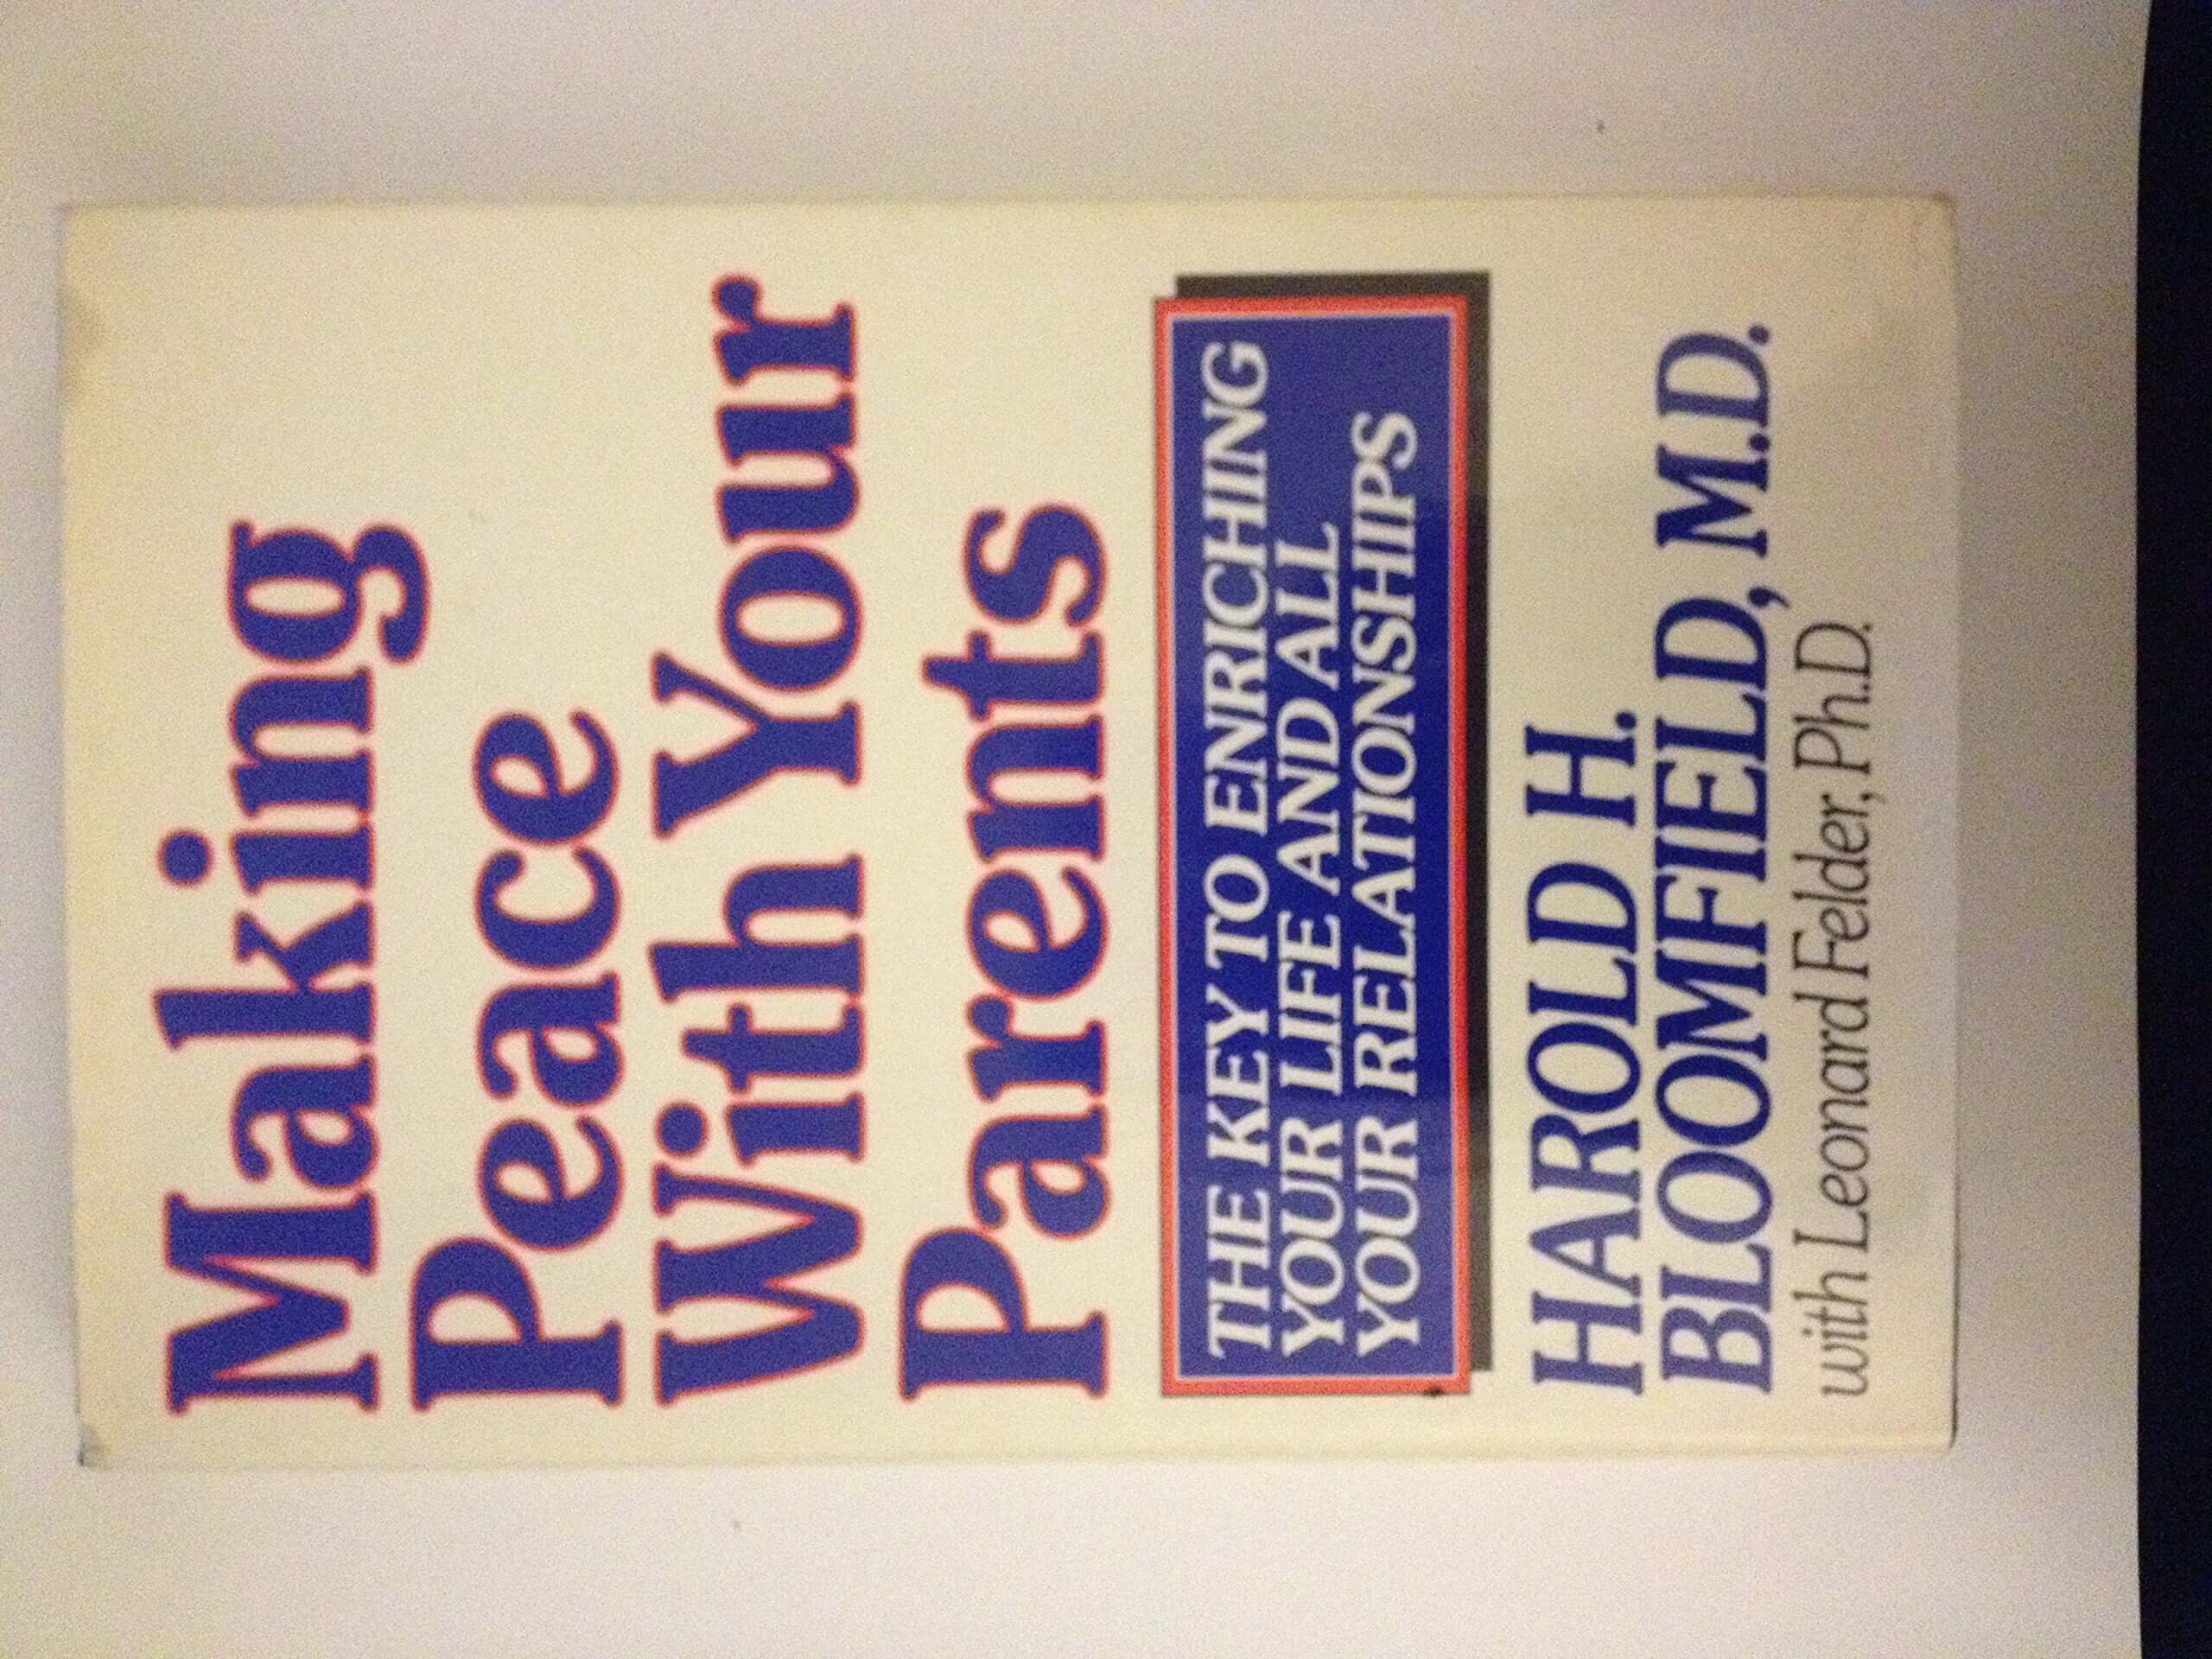 Making
Peace
With Your
Parents
THE KEY TO ENRICHING
YOUR LIFE AND ALL
YOUR RELATIONSHIPS
HAROLD H.
BLOOMFIELD, M.D.
with Leonard Felder, Ph.D.